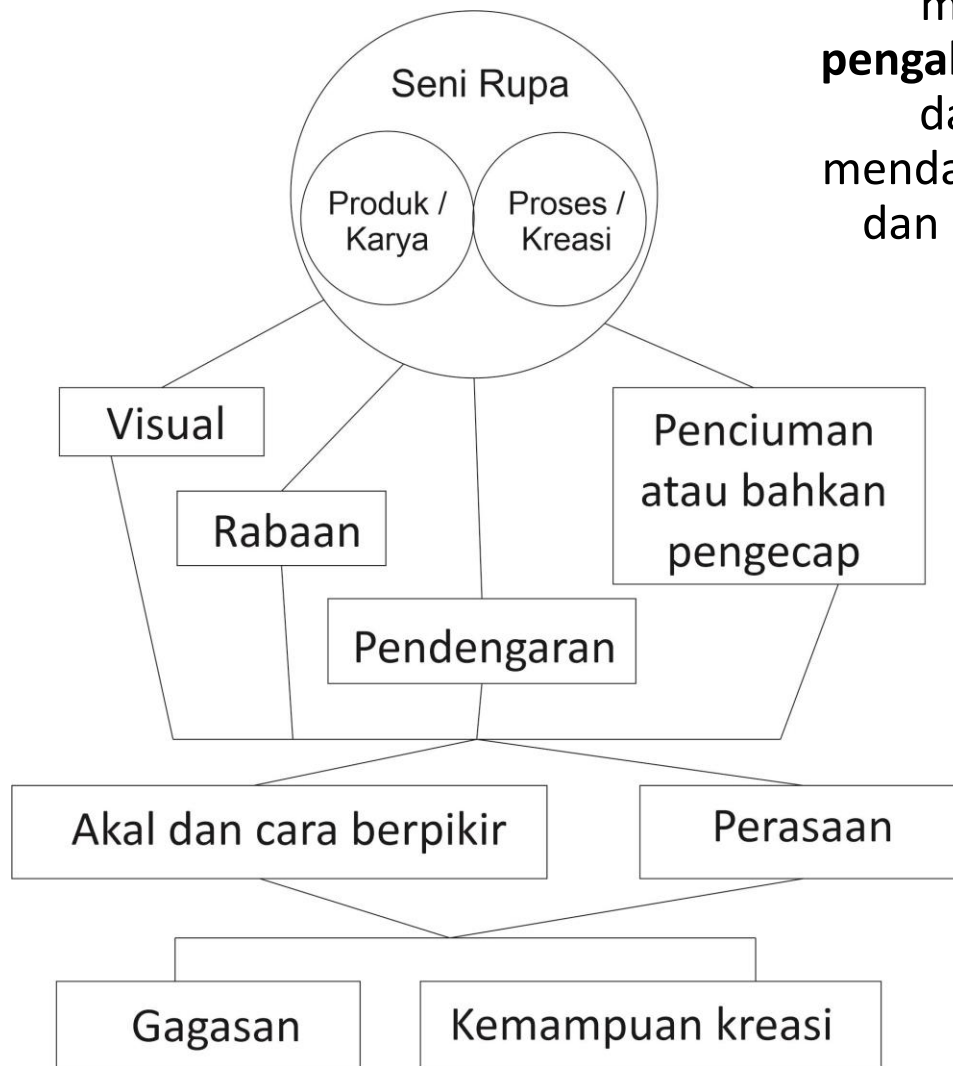 Seni Rupa
Produk /
Karya
Proses /
Kreasi
Visual
Rabaan
Pendengaran
Penciuman
atau bahkan
pengecap
Akal dan cara berpikir
Perasaan
Gagasan
Kemampuan kreasi
dan